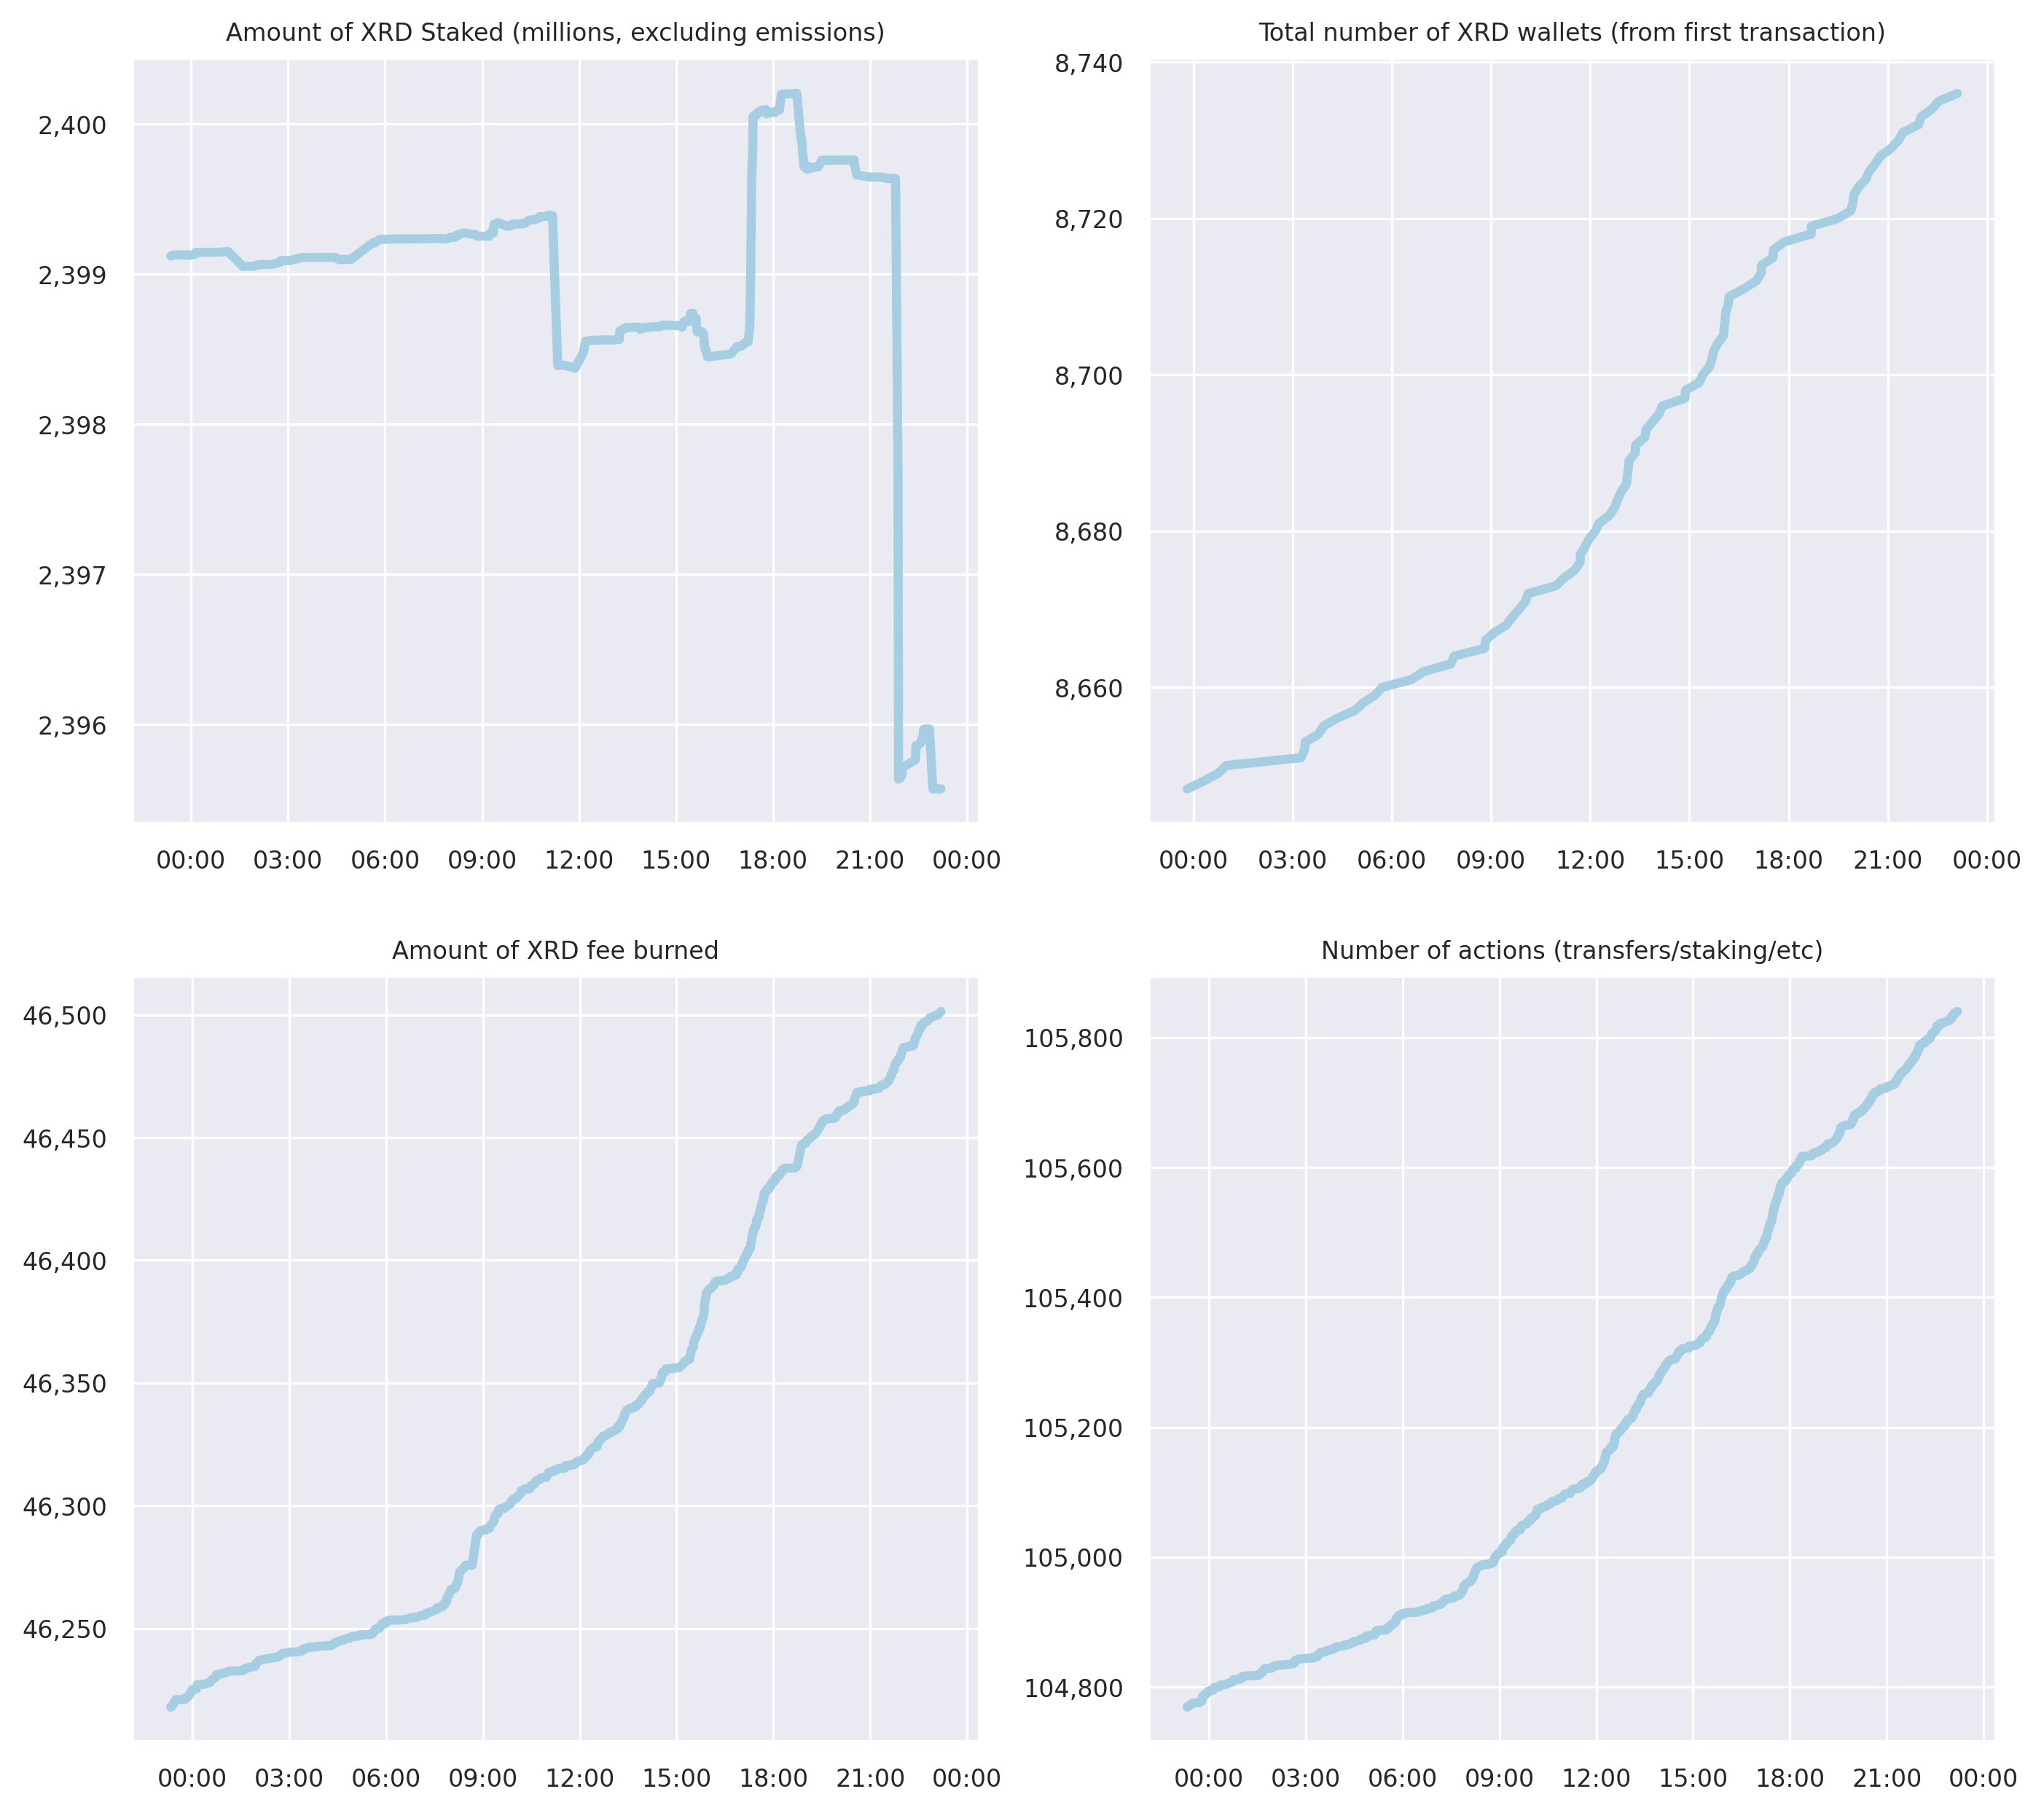 Amount of XRD Staked (millions, excluding emissions)
2,400
2,399
2,398
2,397
2,396
00:00 03:00 06:00 09:00 12:00 15:00 18:00 21:00 00:00
Total number of XRD wallets (from first transaction)
8,740
8,720
8,700
8,680
8,660
00:00 03:00 06:00 09:00 12:00 15:00 18:00 21:00 00:00
Amount of XRD fee burned
46,500
46,450
46,400
46,350
46,300
46,250
00:00 03:00 06:00 09:00 12:00 15:00 18:00 21:00 00:00
Number of actions (transfers/staking/etc)
105,800
105,600
105,400
105,200
105,000
104,800
00:00 03:00 06:00 09:00 12:00 15:00 18:00 21:00 00:00